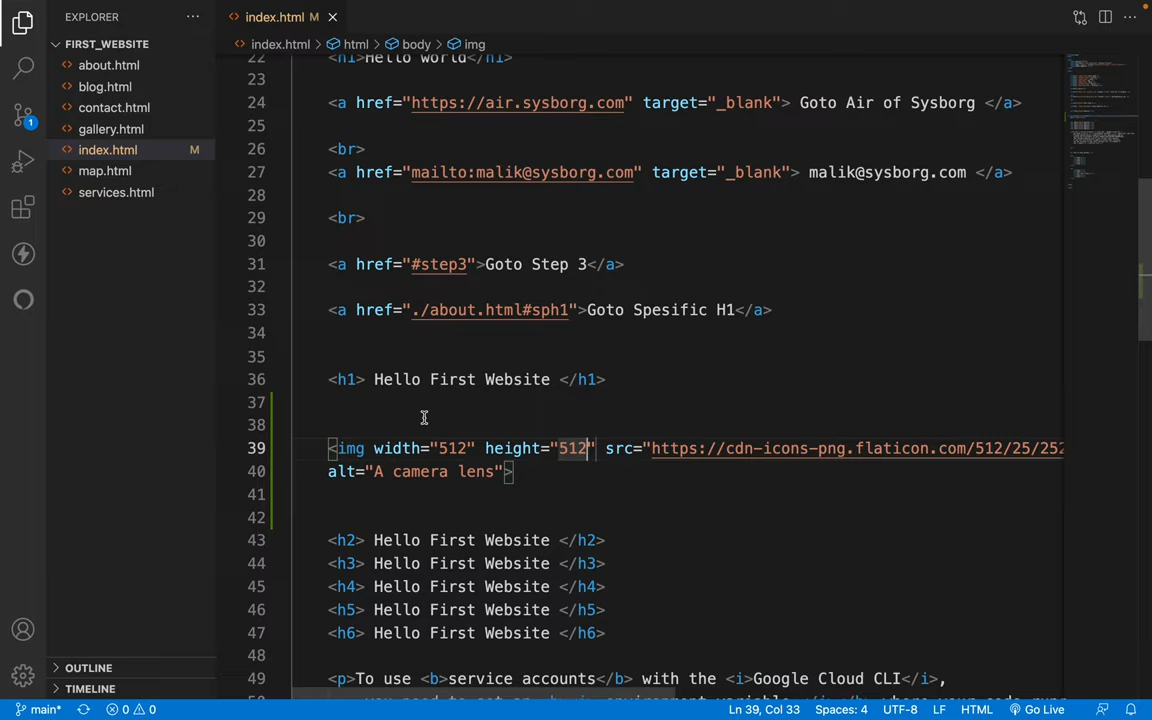 EXPLORER
FIRST_WEBSITE
about.html
blog.html
contact.html
gallery.html
index.html M
map.html
services.html
OUTLINE
TIMELINE
1
index.html M
index.html > html > body > img
22 <h1>Hello world</h1>
23
24 <a href="https://air.sysborg.com" target="_blank"> Goto Air of Sysborg </a>
25
26 <br>
27 <a href="mailto:malik@sysborg.com" target="_blank"> malik@sysborg.com </a>
28
29 <br>
30
31 <a href="#step3">Goto Step 3</a>
32
33 <a href="./about.html#sph1">Goto Spesific H1</a>
34
35
36 <h1> Hello First Website </h1>
37
38
39 <img width="512" height="512" src="https://cdn-icons-png.flaticon.com/512/25/252
40 alt="A camera lens">
41
42
43 <h2> Hello First Website </h2>
44 <h3> Hello First Website </h3>
45 <h4> Hello First Website </h4>
46 <h5> Hello First Website </h5>
47 <h6> Hello First Website </h6>
48
49 <p>To use <b>service accounts</b> with the <i>Google Cloud CLI</i>,
main* 0 0 Ln 39, Col 33 Spaces: 4 UTF-8 LF HTML Go Live